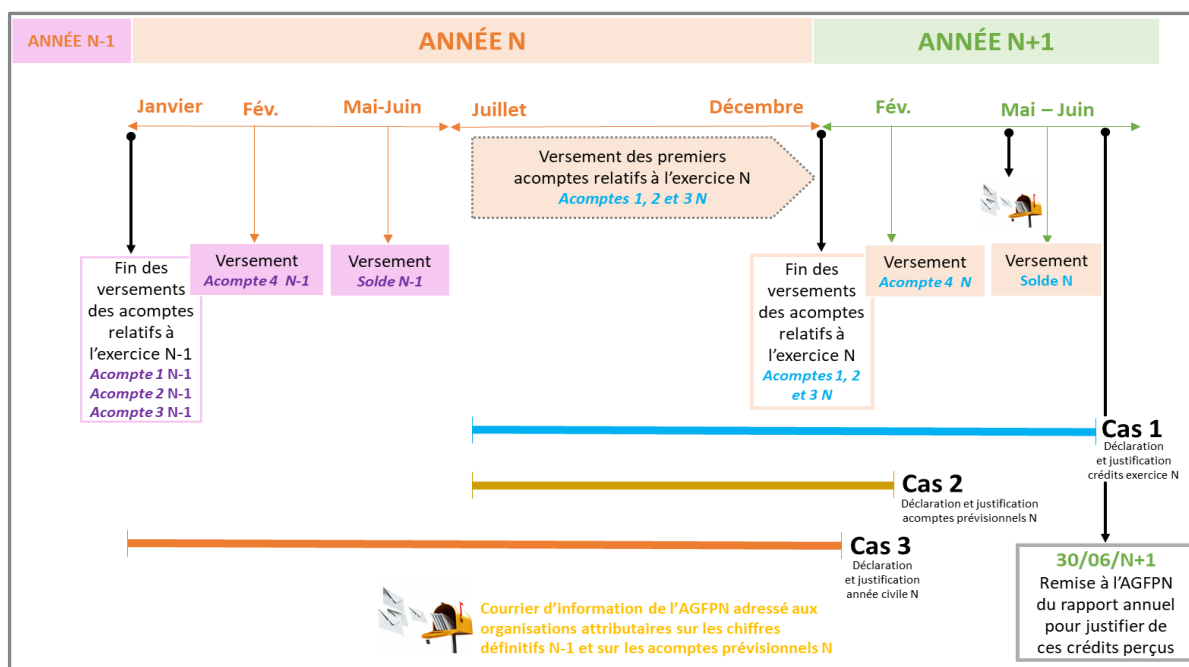 ANNÉE N-1
ANNÉE N
ANNÉE N+1
Janvier
Fév.
Mai-Juin
Juillet
Décembre
Fév.
Mai – Juin
Versement des premiers
acomptes relatifs à l’exercice N
Acomptes 1, 2 et 3 N
Fin des
versements
des acomptes
relatifs à
l’exercice N-1
Acompte 1 N-1
Acompte 2 N-1
Acompte 3 N-1
Versement
Acompte 4 N-1
Versement
Solde N-1
Fin des
versements
des acomptes
relatifs à
l’exercice N
Acomptes 1, 2
et 3 N
Versement
Acompte 4 N
Versement
Solde N
Cas 1
Déclaration
et justification
crédits exercice N
Cas 2
Déclaration et justification
acomptes prévisionnels N
Cas 3
Déclaration
et justification
année civile N
30/06/N+1
Remise à l’AGFPN
du rapport annuel
pour justifier de
ces crédits perçus
Courrier d’information de l’AGFPN adressé aux
organisations attributaires sur les chiffres
définitifs N-1 et sur les acomptes prévisionnels N